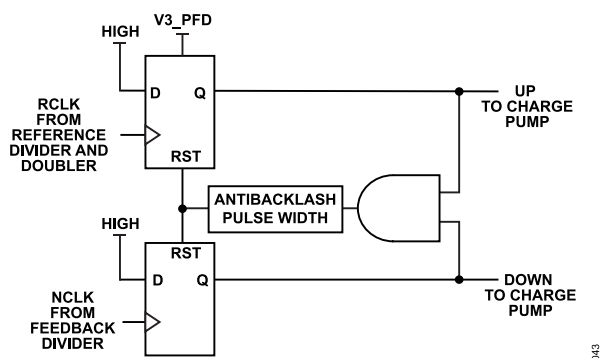 V3_PFD
HIGH
D
Q
RCLK
FROM
REFERENCE
DIVIDER AND
DOUBLER
RST
UP
TO CHARGE
PUMP
ANTIBACKLASH
PULSE WIDTH
HIGH
RST
D
Q
NCLK
FROM
FEEDBACK
DIVIDER
DOWN
TO CHARGE
PUMP